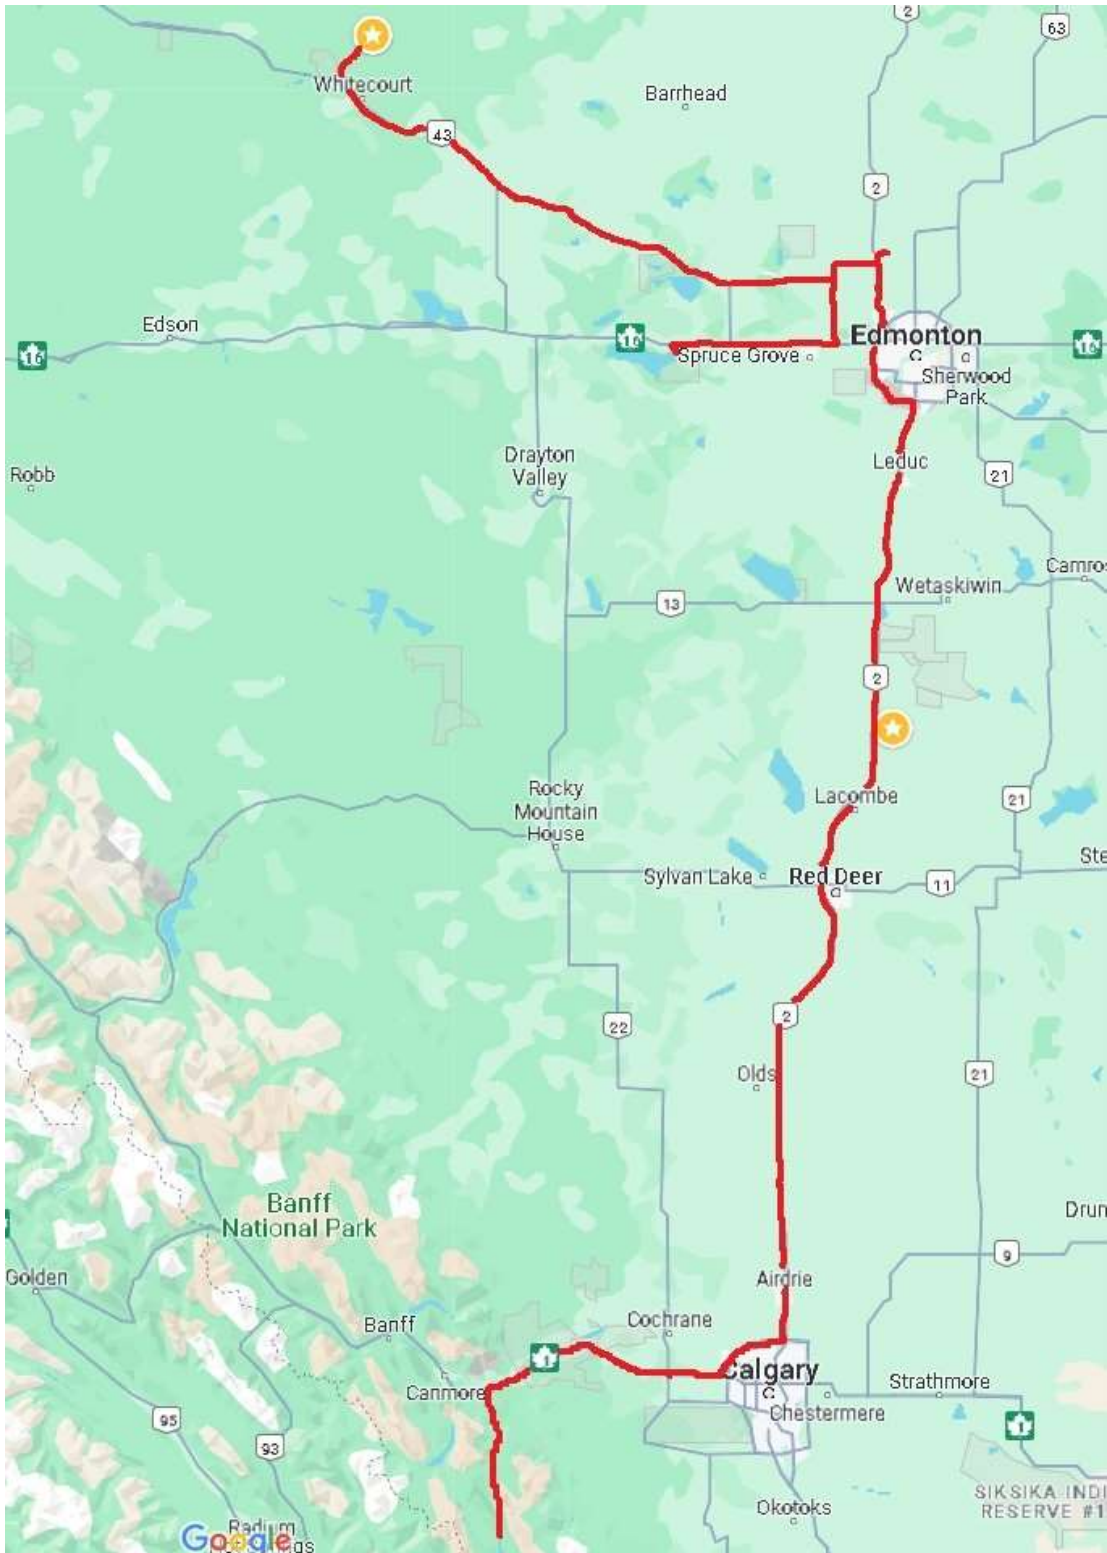 2
63
Whitecourt
Barrhead
43
2
Edson
16
16
Edmonton
16
Spruce Grove
Sherwood
Park
Robb
Drayton
Valley
Leduc
21
Wetaskiwin
Camro
13
2
Rocky
Mountain
House
Lacombe
21
Sylvan Lake
Red Deer
11
Ste
22
2
Olds
21
Banff
National Park
Drun
9
Golden
Airdrie
Cochrane
Banff
1
Calgary
Canmore
Strathmore
Chestermere
95
93
1
SIKSIKA INDI
RESERVE #1
Okotoks
Radium
Google